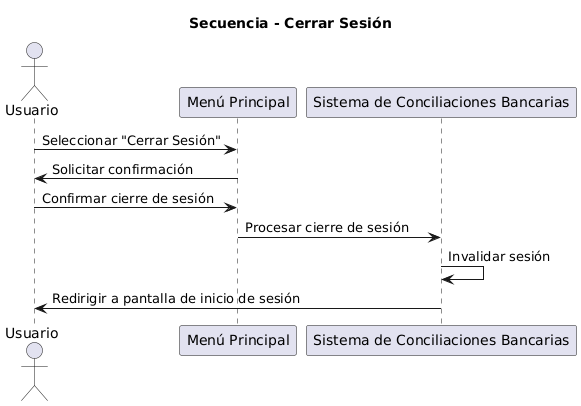 Secuencia - Cerrar Sesión
Usuario
Menú Principal
Sistema de Conciliaciones Bancarias
Seleccionar "Cerrar Sesión"
Solicitar confirmación
Confirmar cierre de sesión
Procesar cierre de sesión
Invalidar sesión
Redirigir a pantalla de inicio de sesión
Usuario
Menú Principal
Sistema de Conciliaciones Bancarias